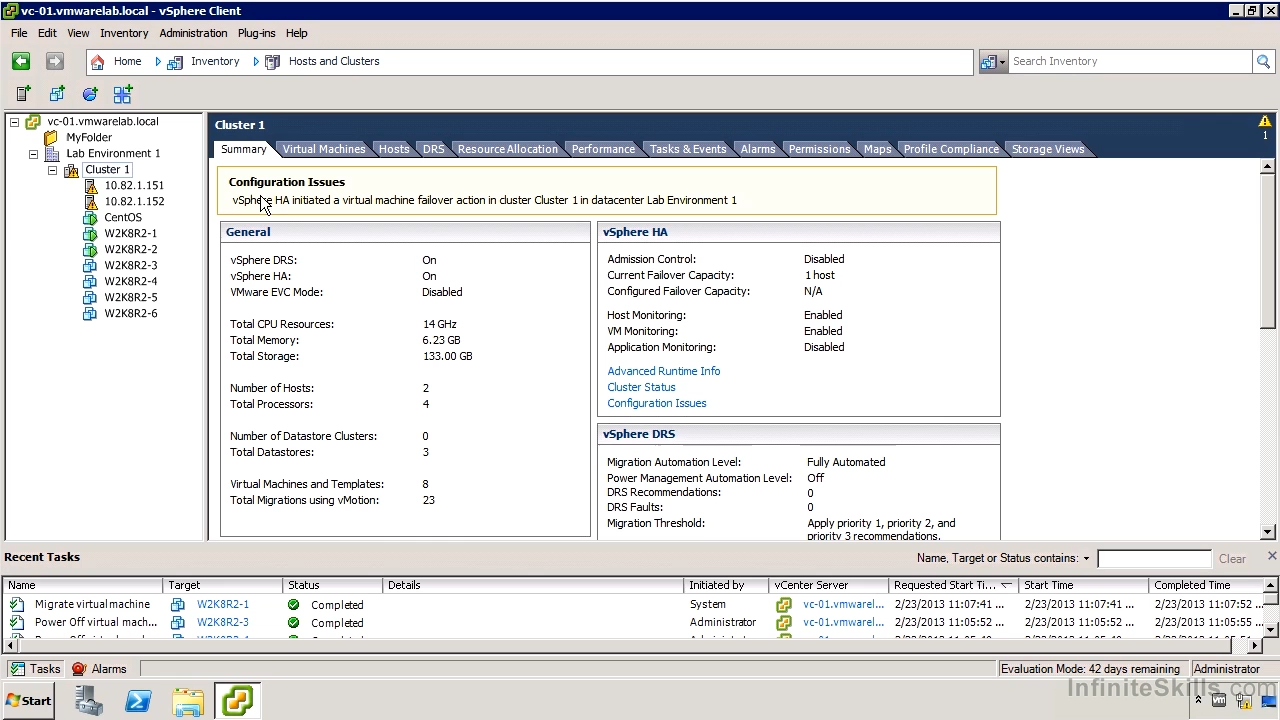 vc-01.vmwarelab.local - vSphere Client
File Edit View Inventory Administration Plug-ins Help
Home Inventory Hosts and Clusters Search Inventory
vc-01.vmwarelab.local
MyFolder
Lab Environment 1
Cluster 1
10.82.1.151
10.82.1.152
CentOS
W2K8R2-1
W2K8R2-2
W2K8R2-3
W2K8R2-4
W2K8R2-5
W2K8R2-6
Cluster 1
1
Summary Virtual Machines Hosts DRS Resource Allocation Performance Tasks & Events Alarms Permissions Maps Profile Compliance Storage Views
Configuration Issues
vSphere HA initiated a virtual machine failover action in cluster Cluster 1 in datacenter Lab Environment 1
General
vSphere DRS: On
vSphere HA: On
VMware EVC Mode: Disabled
Total CPU Resources: 14 GHz
Total Memory: 6.23 GB
Total Storage: 133.00 GB
Number of Hosts: 2
Total Processors: 4
Number of Datastore Clusters: 0
Total Datastores: 3
Virtual Machines and Templates: 8
Total Migrations using vMotion: 23
vSphere HA
Admission Control: Disabled
Current Failover Capacity: 1 host
Configured Failover Capacity: N/A
Host Monitoring: Enabled
VM Monitoring: Enabled
Application Monitoring: Disabled
Advanced Runtime Info
Cluster Status
Configuration Issues
vSphere DRS
Migration Automation Level: Fully Automated
Power Management Automation Level: Off
DRS Recommendations: 0
DRS Faults: 0
Migration Threshold: Apply priority 1, priority 2, and
priority 3 recommendations.
Recent Tasks Name, Target or Status contains: Clear
Name Target Status Details Initiated by vCenter Server Requested Start Ti... Start Time Completed Time
Migrate virtual machine W2K8R2-1 Completed System vc-01.vmwarel... 2/23/2013 11:07:41 ... 2/23/2013 11:07:41 ... 2/23/2013 11:07:52 ...
Power Off virtual mach... W2K8R2-3 Completed Administrator vc-01.vmwarel... 2/23/2013 11:05:52 ... 2/23/2013 11:05:52 ... 2/23/2013 11:05:55 ...
Tasks Alarms Evaluation Mode: 42 days remaining Administrator
Start
InfiniteSkills.com